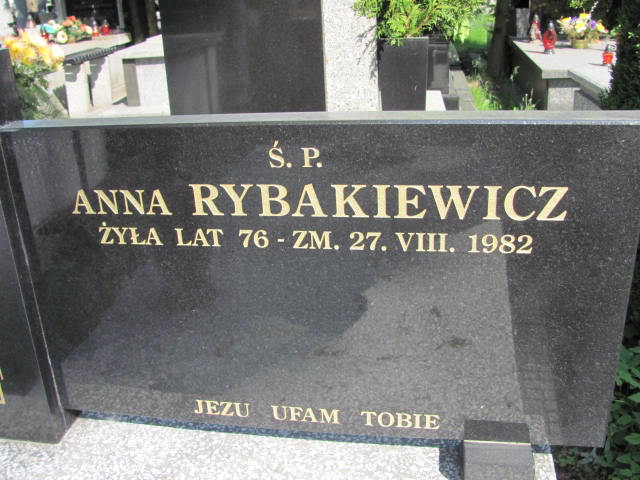 Ś. P.
ANNA RYBAKIEWICZ
ŻYŁA LAT 76 - ZM. 27. VIII. 1982
JEZU UFAM TOBIE